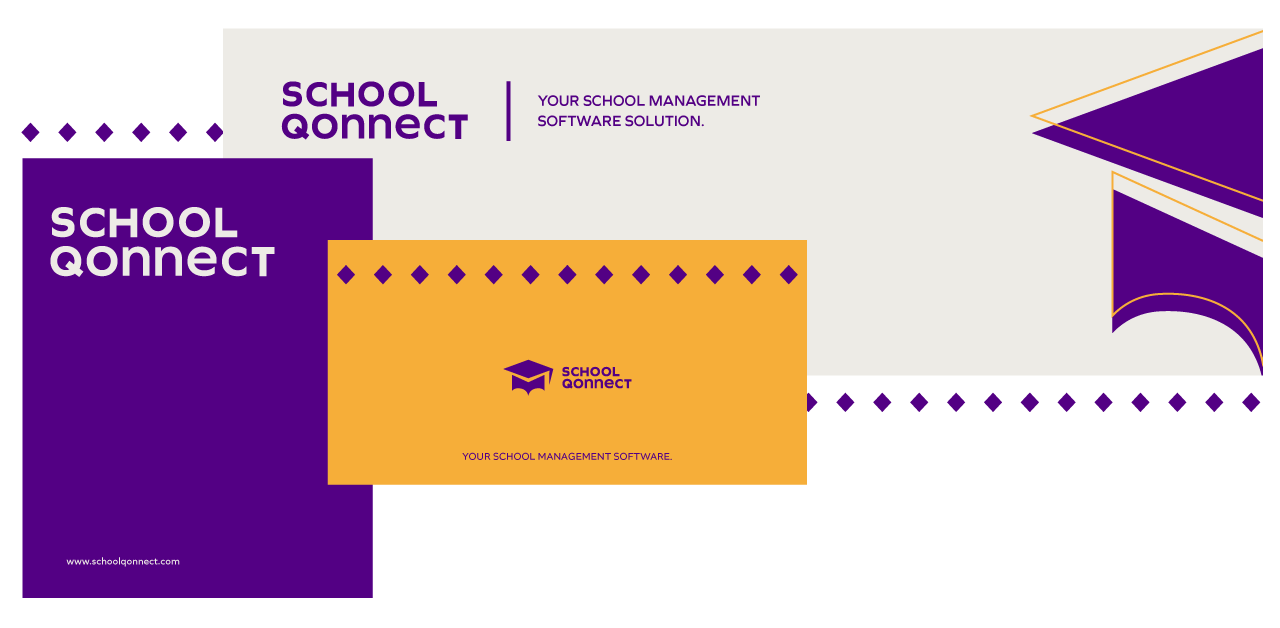 SCHOOL
QonnecT
YOUR SCHOOL MANAGEMENT
SOFTWARE SOLUTION.
SCHOOL
QonnecT
www.schoolqonnect.com
SCHOOL
QonnecT
YOUR SCHOOL MANAGEMENT SOFTWARE.